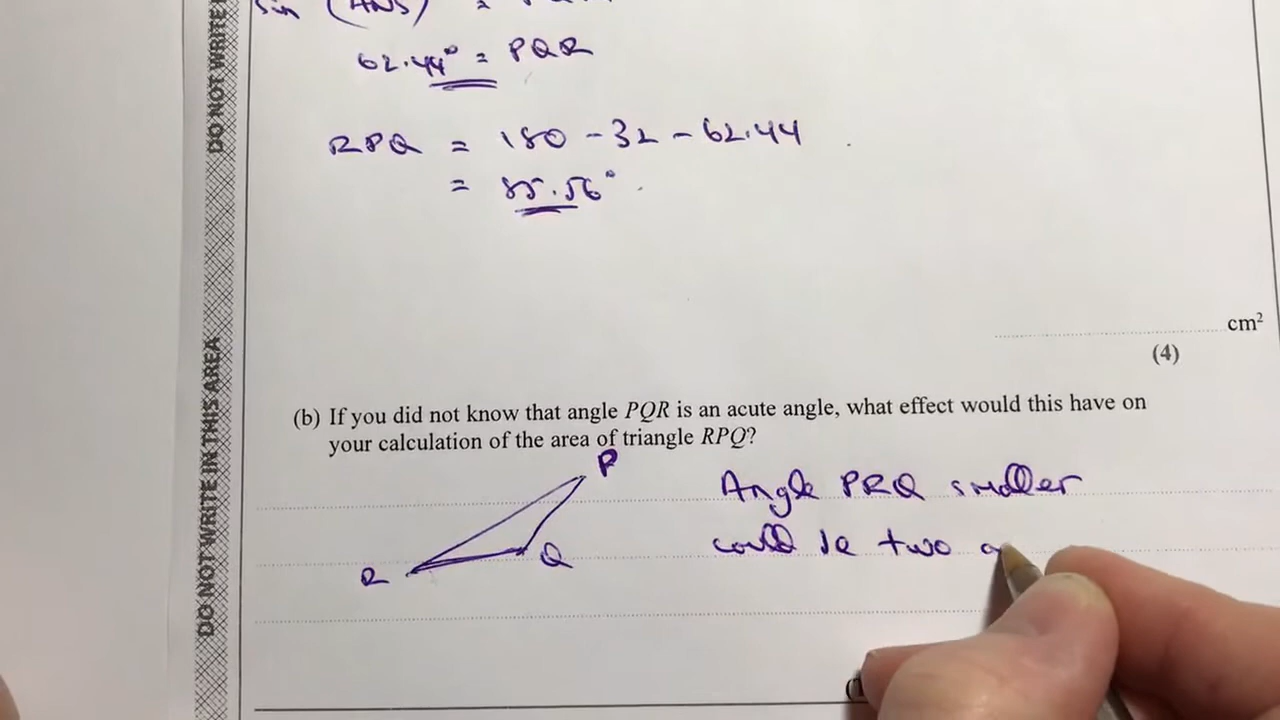 sin (ANS) =
62.44° = PQR
RPQ = 180 - 32 - 62.44
= 85.56°
cm²
(4)
(b) If you did not know that angle PQR is an acute angle, what effect would this have on
your calculation of the area of triangle RPQ?
P
Angle PRQ smaller
could be two
Q
R
DO NOT WRITE
DO NOT WRITE IN THIS AREA